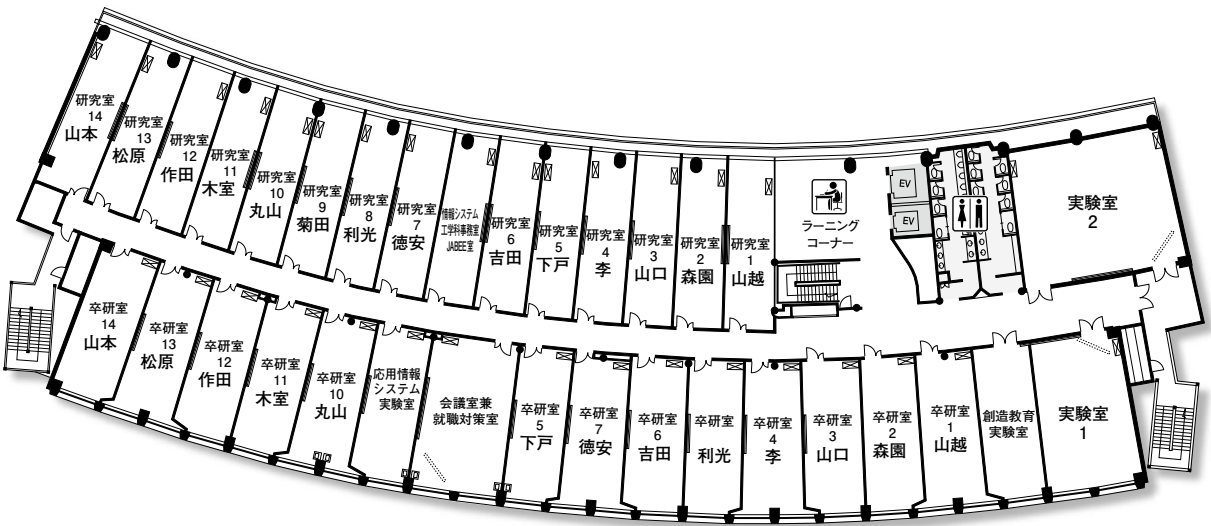 研究室
14
山本
研究室
13
松原
研究室
12
作田
研究室
11
木室
研究室
10
丸山
研究室
9
菊田
研究室
8
利光
研究室
7
徳安
情報システム
工学科事務室
JABEE室
研究室
6
吉田
研究室
5
下戸
研究室
4
李
研究室
3
山口
研究室
2
森園
研究室
1
山越
ラーニング
コーナー
EV
EV
実験室
2
卒研室
14
山本
卒研室
13
松原
卒研室
12
作田
卒研室
11
木室
卒研室
10
丸山
応用情報
システム
実験室
会議室兼
就職対策室
卒研室
5
下戸
卒研室
7
徳安
卒研室
6
吉田
卒研室
利光
卒研室
4
李
卒研室
3
山口
卒研室
2
森園
卒研室
1
山越
創造教育
実験室
実験室
1